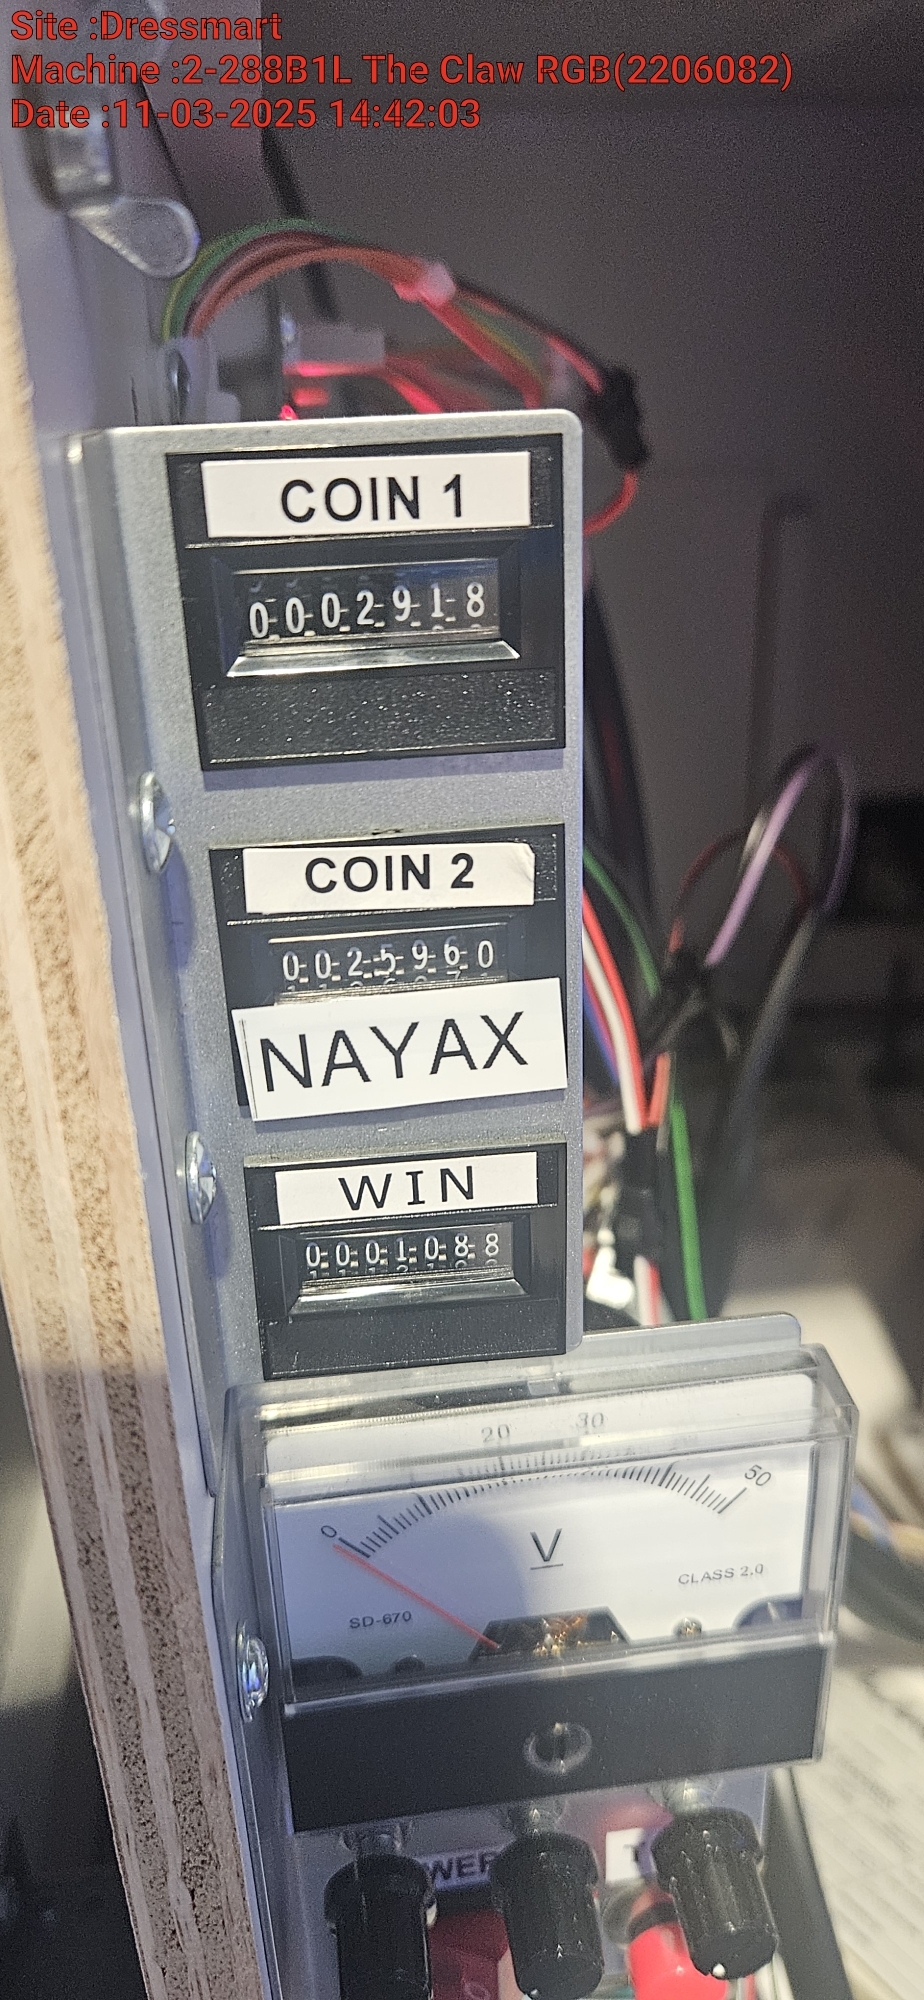 Site :Dressmart
Machine :2-288B1L The Claw RGB(2206082)
Date :11-03-2025 14:42:03
COIN 1
0002918
COIN 2
0025960
NAYAX
WIN
0001088
20 30
0 50
V
CLASS 2.0
SD-670